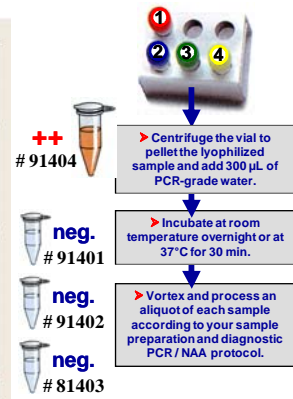 1
2 3 4
++
# 91404
➤ Centrifuge the vial to
pellet the lyophilized
sample and add 300 µL of
PCR-grade water.
neg.
# 91401
➤ Incubate at room
temperature overnight or at
37°C for 30 min.
neg.
# 91402
➤ Vortex and process an
aliquot of each sample
according to your sample
preparation and diagnostic
PCR / NAA protocol.
neg.
# 81403